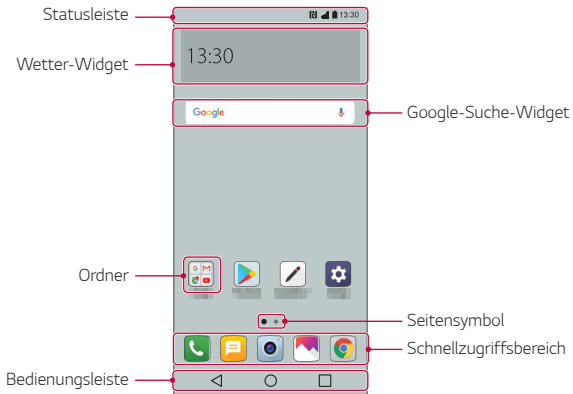 Statusleiste
13:30
Wetter-Widget
13:30
Google
Google-Suche-Widget
Ordner
Seitensymbol
Schnellzugriffsbereich
Bedienungsleiste